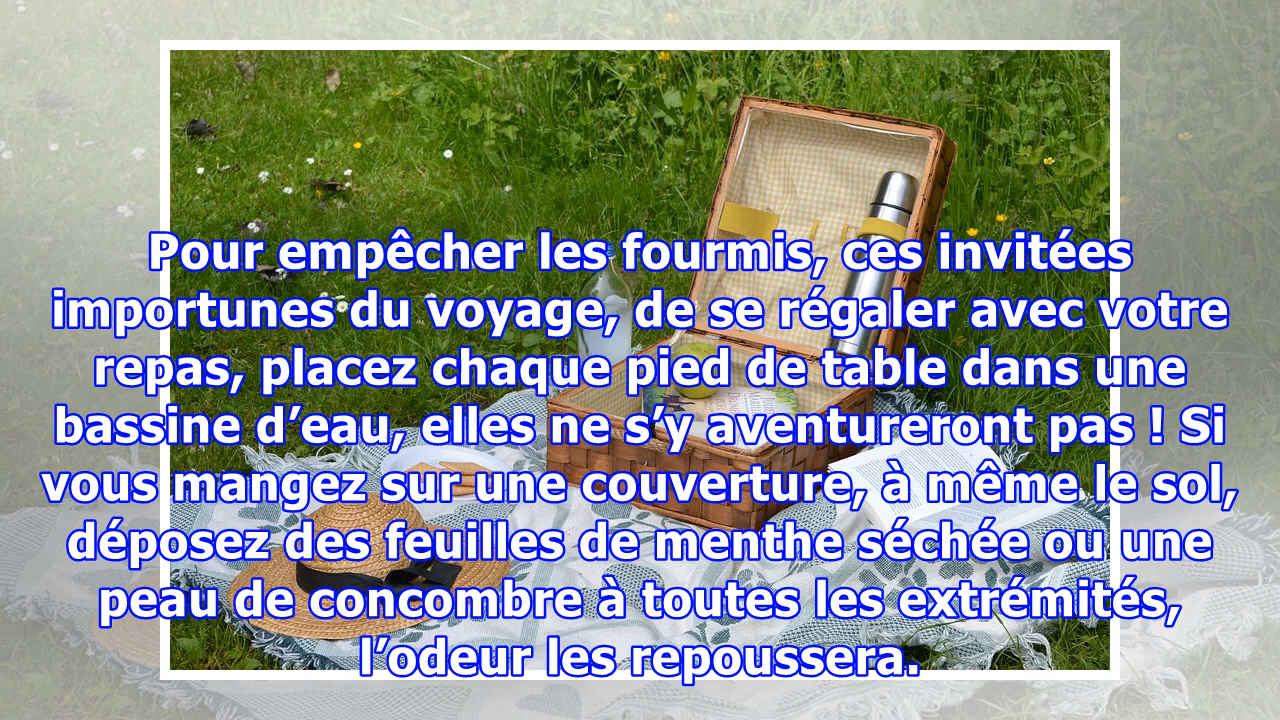 Pour empêcher les fourmis, ces invitées
importunes du voyage, de se régaler avec votre
repas, placez chaque pied de table dans une
bassine d’eau, elles ne s’y aventureront pas ! Si
vous mangez sur une couverture, à même le sol,
déposez des feuilles de menthe séchée ou une
peau de concombre à toutes les extrémités,
l’odeur les repoussera.